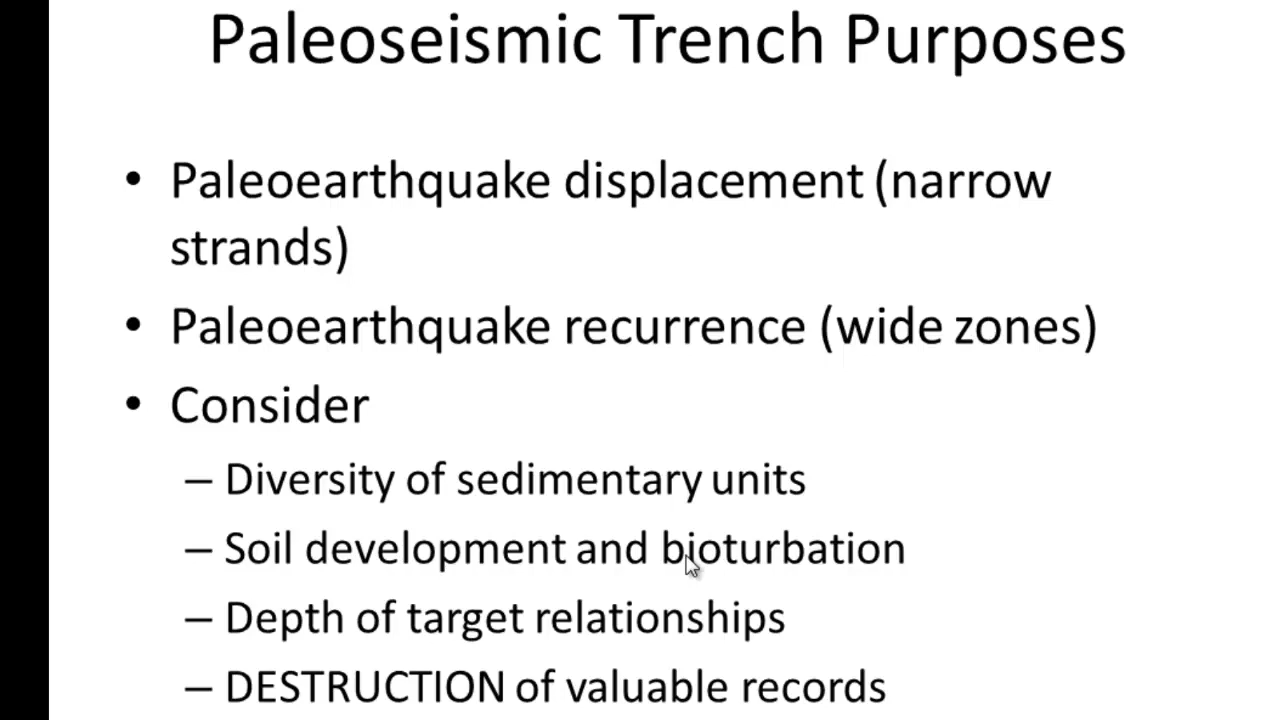 Paleoseismic Trench Purposes
• Paleoearthquake displacement (narrow
strands)
• Paleoearthquake recurrence (wide zones)
• Consider
– Diversity of sedimentary units
– Soil development and bioturbation
– Depth of target relationships
– DESTRUCTION of valuable records